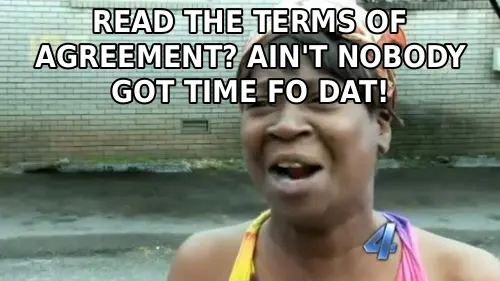 READ THE TERMS OF
AGREEMENT? AIN'T NOBODY
GOT TIME FO DAT!
4